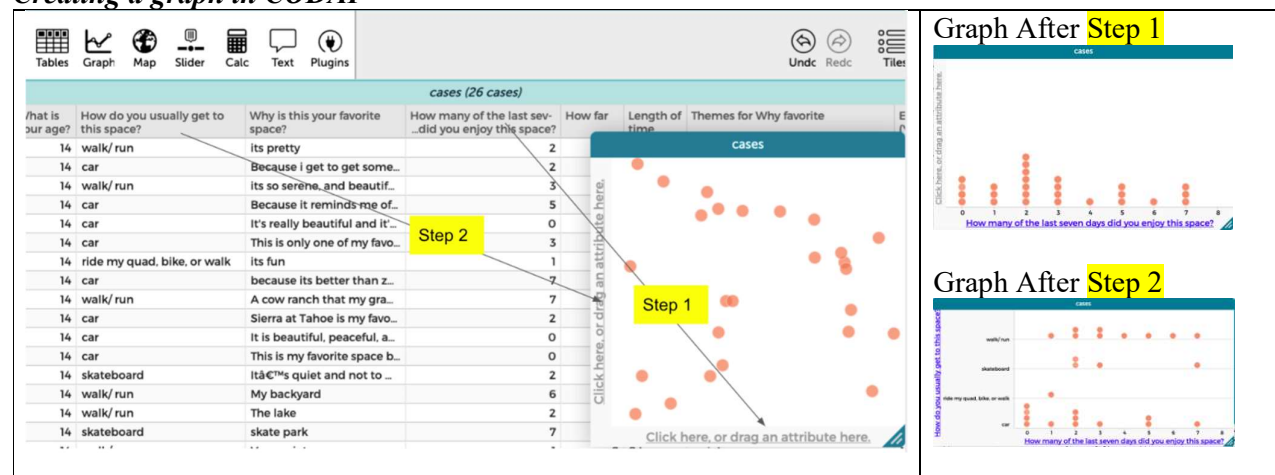 Creating a graph in CODAP
Tables Graph Map Slider Calc Text Plugins Undc Redc Tiles
cases (26 cases)
What is How do you usually get to Why is this your favorite How many of the last sev- How far Length of Themes for Why favorite E
our age? this space? space? ...did you enjoy this space? time
14 walk/ run its pretty 2
14 car Because i get to get some... 2
14 walk/ run its so serene, and beautif... 3
14 car Because it reminds me of... 5
14 car It's really beautiful and it'... 0
14 car This is only one of my favo... 3
14 ride my quad, bike, or walk its fun 1
14 car because its better than z... 7
14 walk/ run A cow ranch that my gra... 7
14 car Sierra at Tahoe is my favo... 2
14 car It is beautiful, peaceful, a... 0
14 car This is my favorite space b... 0
14 skateboard Itâ€™s quiet and not to ... 2
14 walk/ run My backyard 6
14 walk/ run The lake 2
14 skateboard skate park 7
Step 2
Step 1
cases
Click here, or drag an attribute here.
Click here, or drag an attribute here.
Graph After Step 1
cases
Click here, or drag an attribute here.
0 1 2 3 4 5 6 7 8
How many of the last seven days did you enjoy this space?
Graph After Step 2
cases
How do you usually get to this space?
walk/ run
skateboard
ride my quad, bike, or walk
car
0 1 2 3 4 5 6 7 8
How many of the last seven days did you enjoy this space?